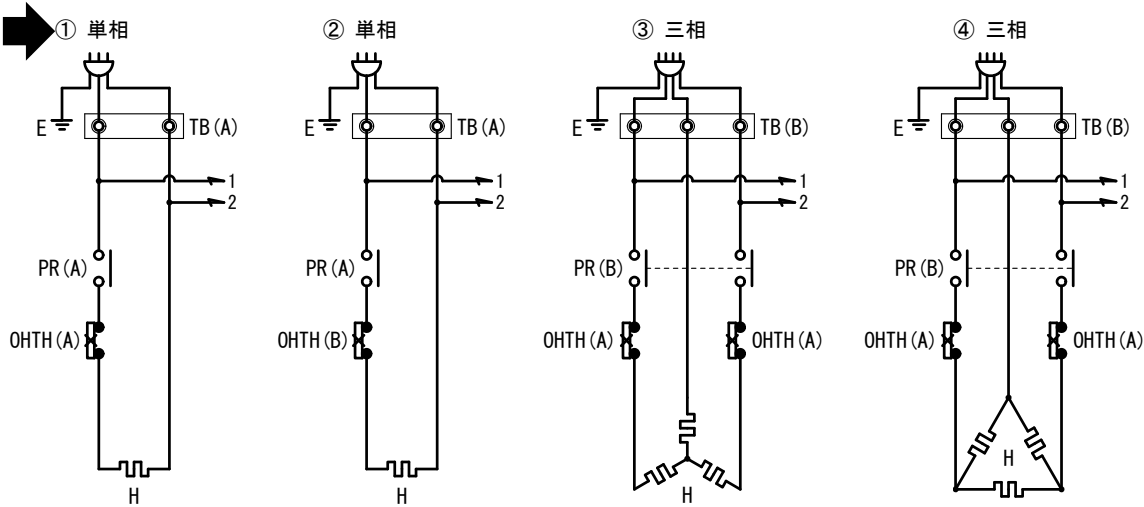 ① 単相
② 単相
③ 三相
④ 三相
E
TB(A)
E
TB(A)
E
TB(B)
E
TB(B)
1
1
1
1
2
2
2
2
PR(A)
PR(A)
PR(B)
PR(B)
OHTH(A)
OHTH(B)
OHTH(A)
OHTH(A)
OHTH(A)
OHTH(A)
H
H
H
H